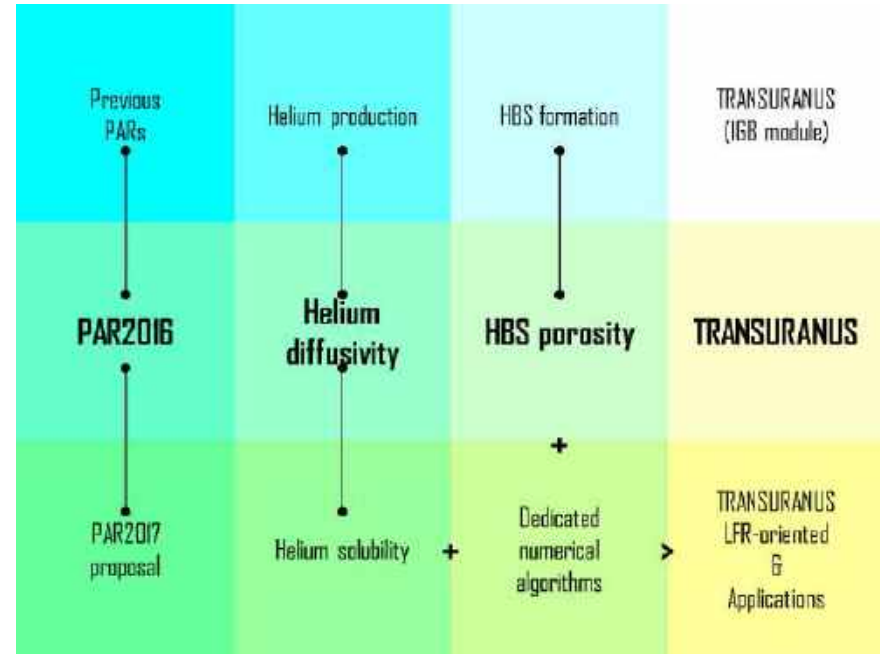 Previous
PARs
Helium production
HBS formation
TRANSURANUS
(IGB module)
PAR2016
Helium
diffusivity
HBS porosity
TRANSURANUS
+
PAR2017
proposal
Helium solubility
+
Dedicated
numerical
algorithms
>
TRANSURANUS
LFR-oriented
&
Applications